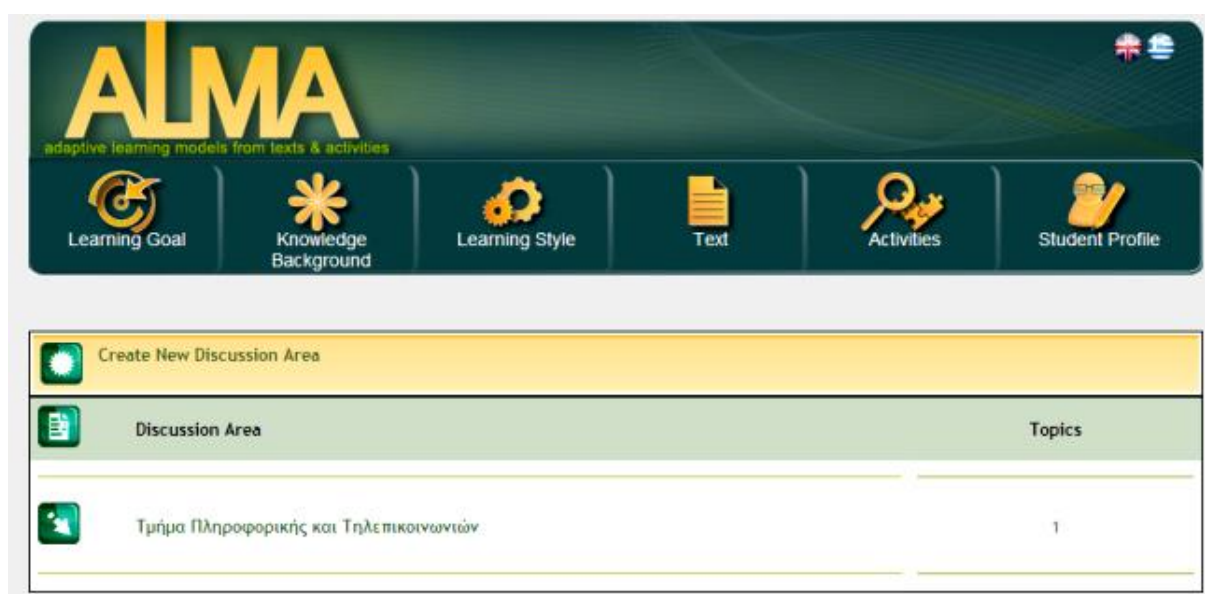 ALMA
adaptive learning models from texts & activities
Learning Goal
Knowledge
Background
Learning Style
Text
Activities
Student Profile
Create New Discussion Area
Discussion Area Topics
Τμήμα Πληροφορικής και Τηλεπικοινωνιών 1